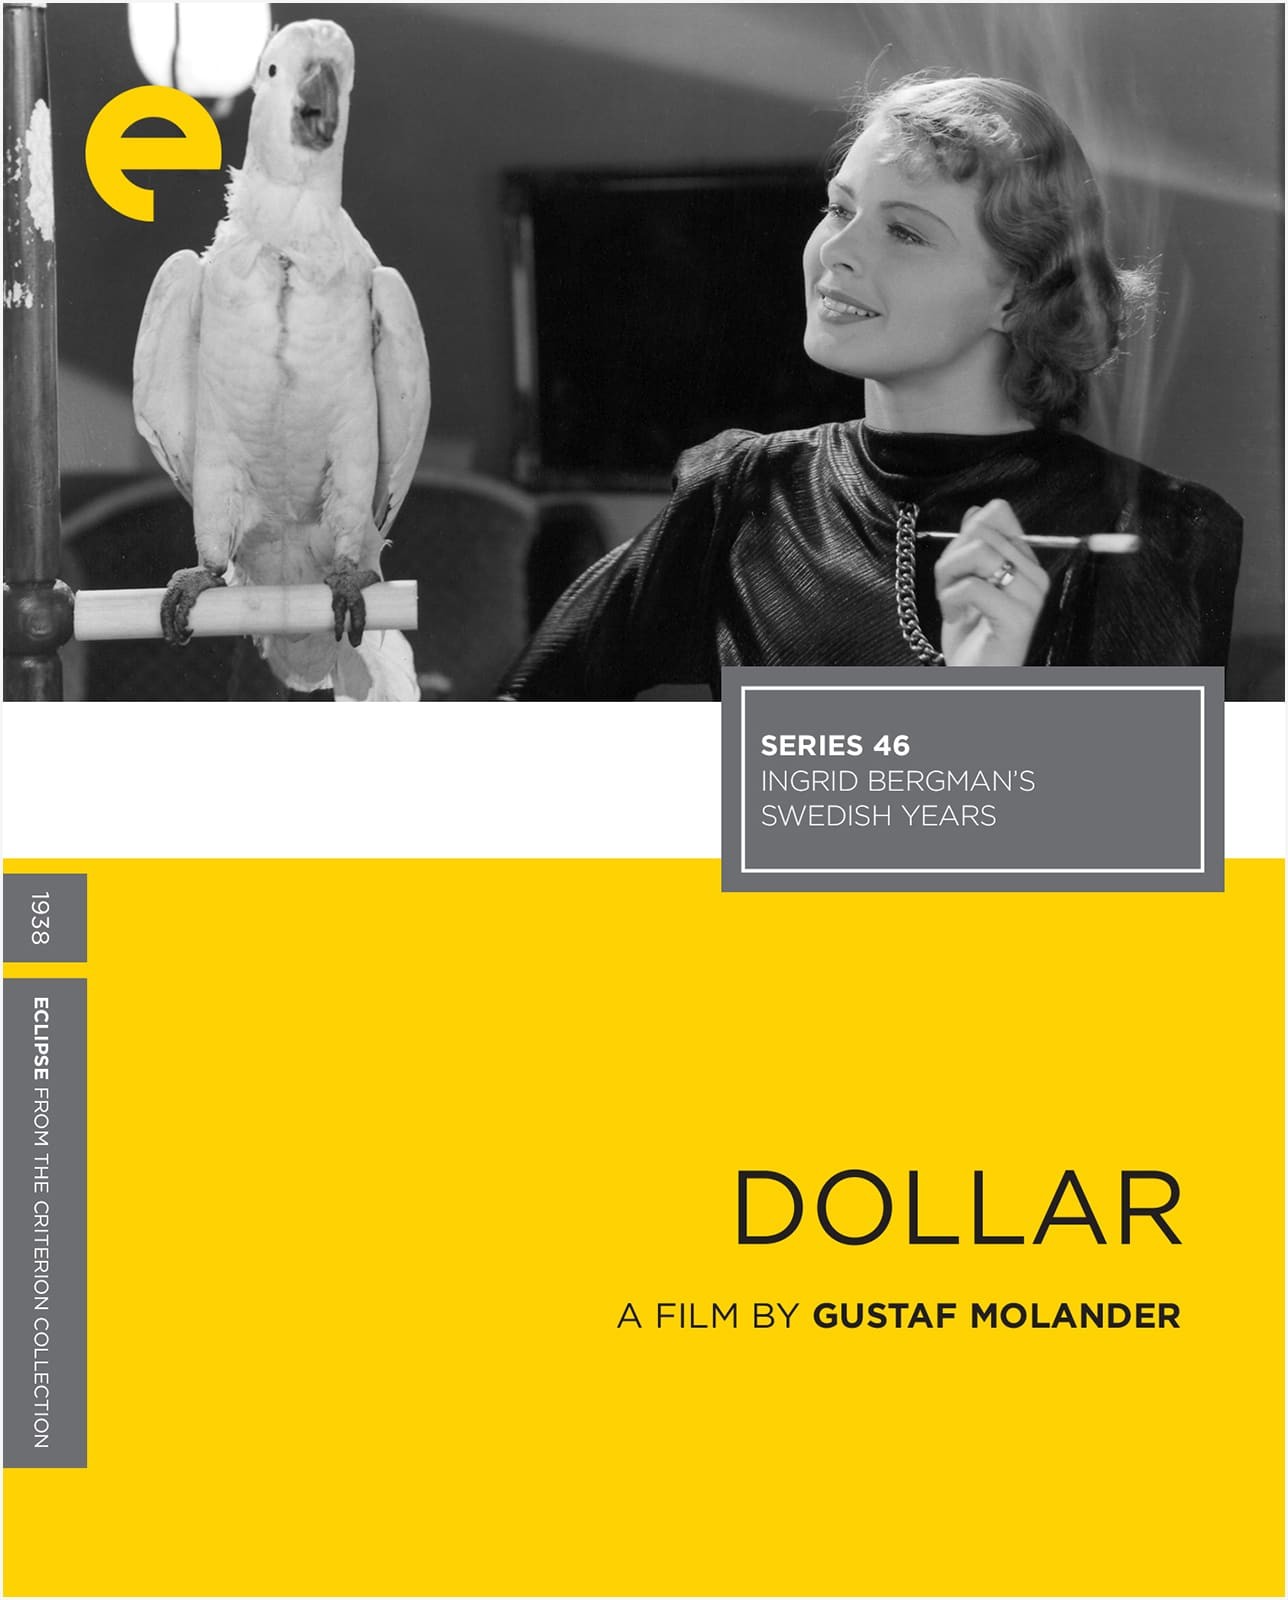 e
SERIES 46
INGRID BERGMAN'S
SWEDISH YEARS
1938
ECLIPSE FROM THE CRITERION COLLECTION
DOLLAR
A FILM BY GUSTAF MOLANDER